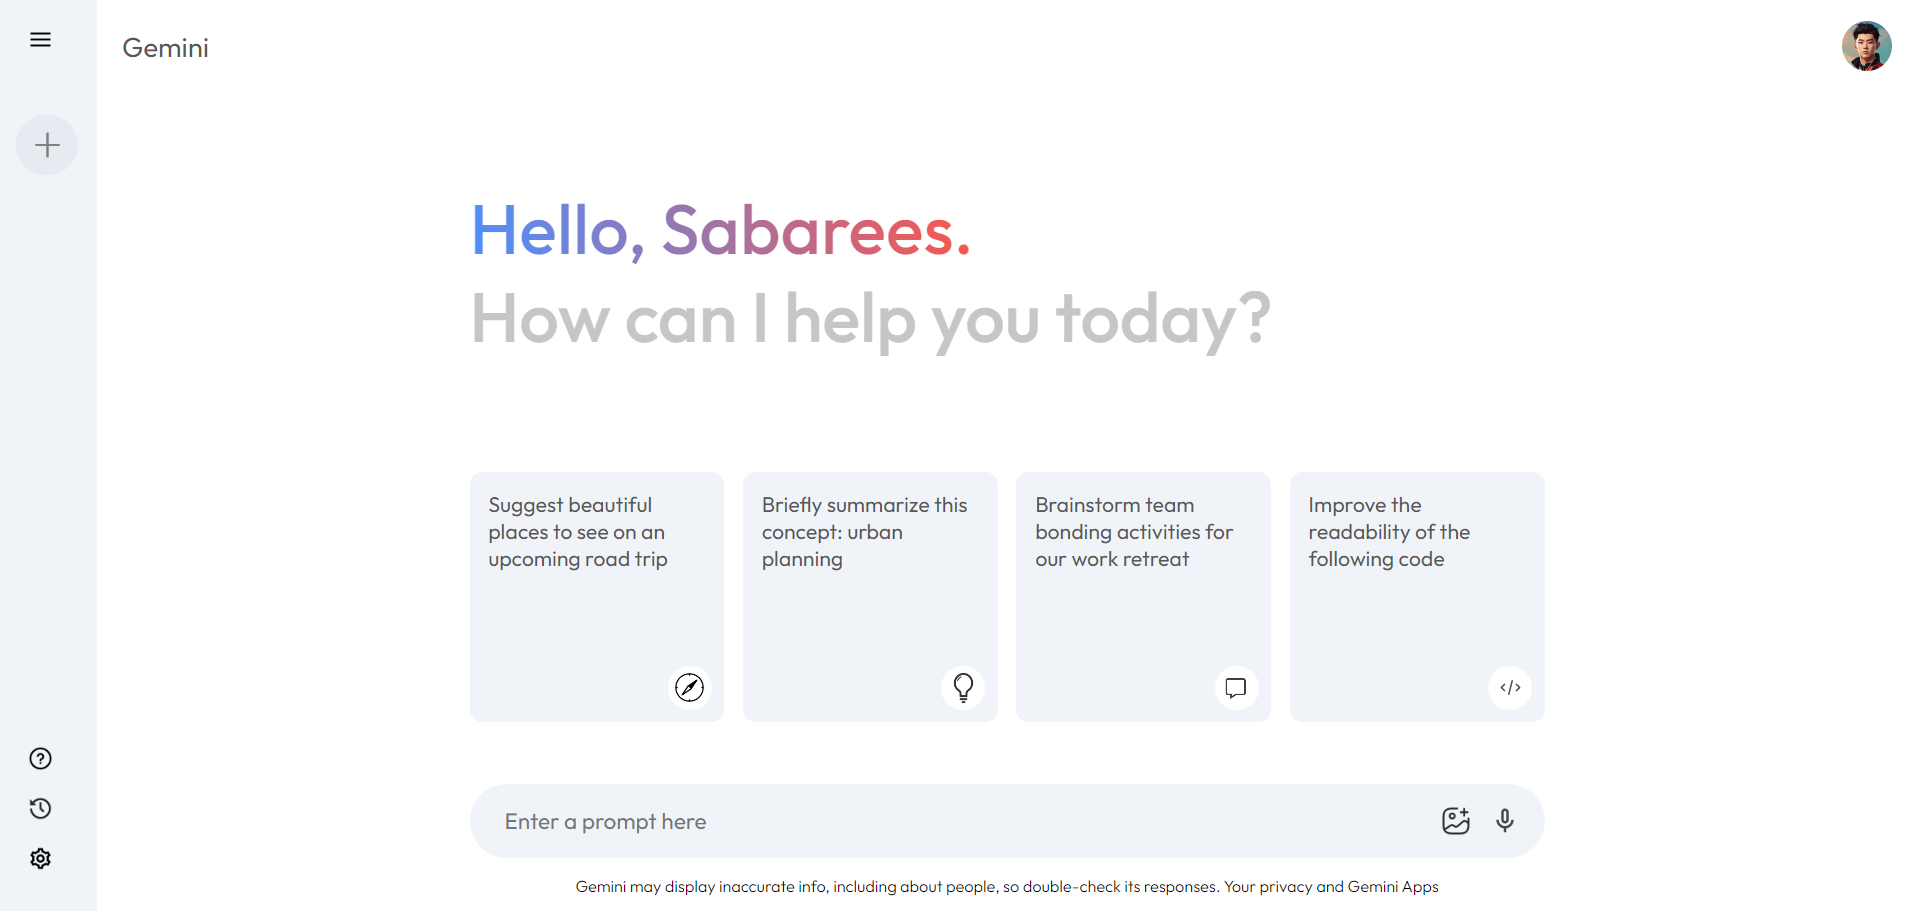 Gemini
Hello, Sabarees.
How can I help you today?
Suggest beautiful
places to see on an
upcoming road trip
Briefly summarize this
concept: urban
planning
Brainstorm team
bonding activities for
our work retreat
Improve the
readability of the
following code
</>
Enter a prompt here
Gemini may display inaccurate info, including about people, so double-check its responses. Your privacy and Gemini Apps